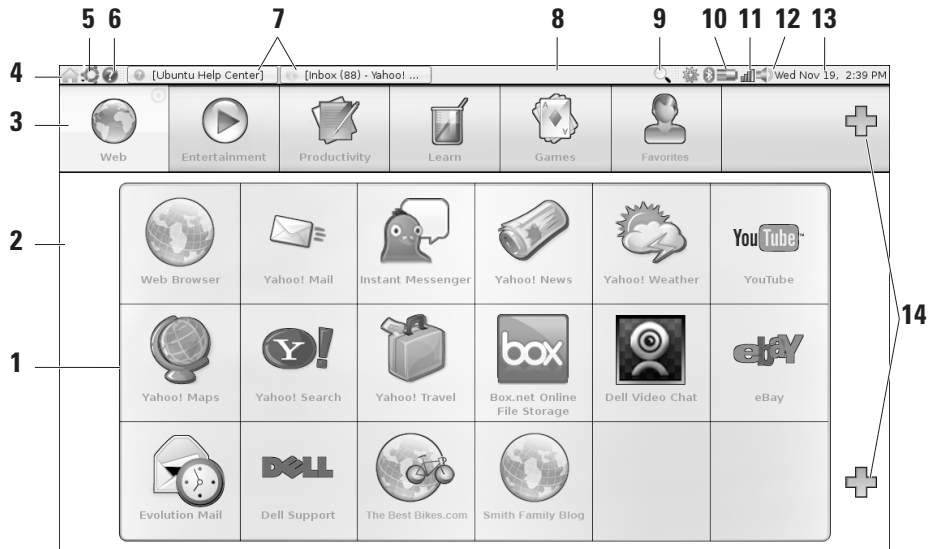 5 6 7 8 9 10 11 12 13
4
[Ubuntu Help Center] [Inbox (88) - Yahoo! ... Wed Nov 19, 2:39 PM
3
Web Entertainment Productivity Learn Games Favorites
A
A
2
You Tube™
Web Browser Yahoo! Mail Instant Messenger Yahoo! News Yahoo! Weather YouTube
14
1
Y! box ebaY
Yahoo! Maps Yahoo! Search Yahoo! Travel Box.net Online File Storage Dell Video Chat eBay
DELL
Evolution Mail Dell Support The Best Bikes.com Smith Family Blog